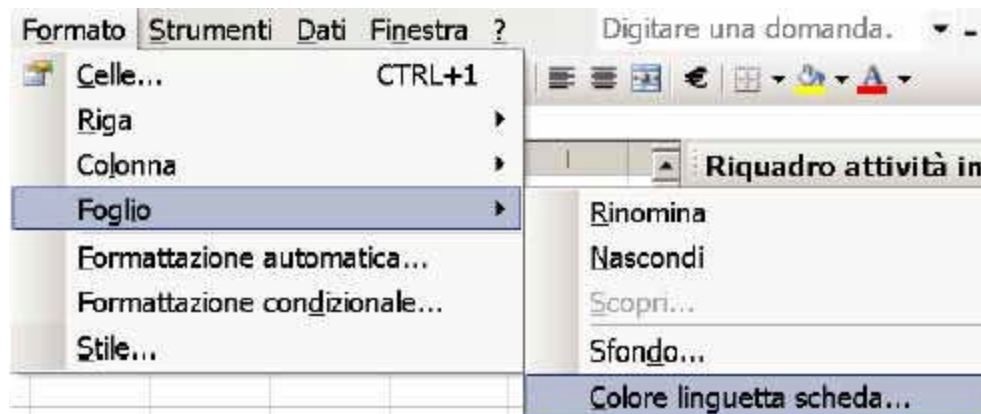 Formato Strumenti Dati Finestra ? Digitare una domanda.
Celle... CTRL+1
Riga
Colonna
Foglio
Formattazione automatica...
Formattazione condizionale...
Stile...
I
Riquadro attività in
Rinomina
Nascondi
Scopri...
Sfondo...
Colore linguetta scheda...